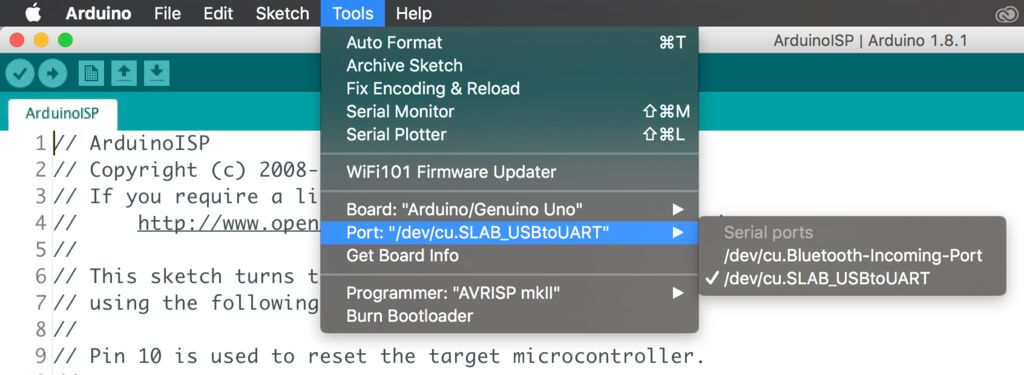 Arduino File Edit Sketch Tools Help
ArduinoISP | Arduino 1.8.1
ArduinoISP
Auto Format ⌘T
Archive Sketch
Fix Encoding & Reload
Serial Monitor ⇧⌘M
Serial Plotter ⇧⌘L
WiFi101 Firmware Updater
Board: "Arduino/Genuino Uno"
Port: "/dev/cu.SLAB_USBtoUART"
Get Board Info
Programmer: "AVRISP mkII"
Burn Bootloader
Serial ports
/dev/cu.Bluetooth-Incoming-Port
✓ /dev/cu.SLAB_USBtoUART
1 // ArduinoISP
2 // Copyright (c) 2008-
3 // If you require a li
4 // http://www.open
5 //
6 // This sketch turns t
7 // using the following
8 //
9 // Pin 10 is used to reset the target microcontroller.